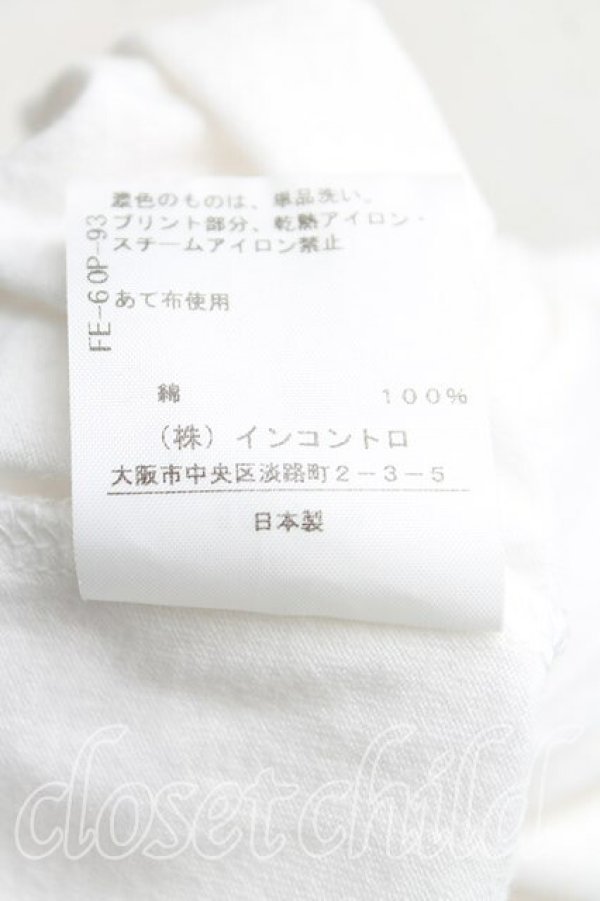 濃色のものは、単品洗い。
プリント部分、乾熱アイロン・
スチームアイロン禁止
あて布使用
FE-60P-93
綿 100%
（株）インコントロ
大阪市中央区淡路町2-3-5
日本製
closet child